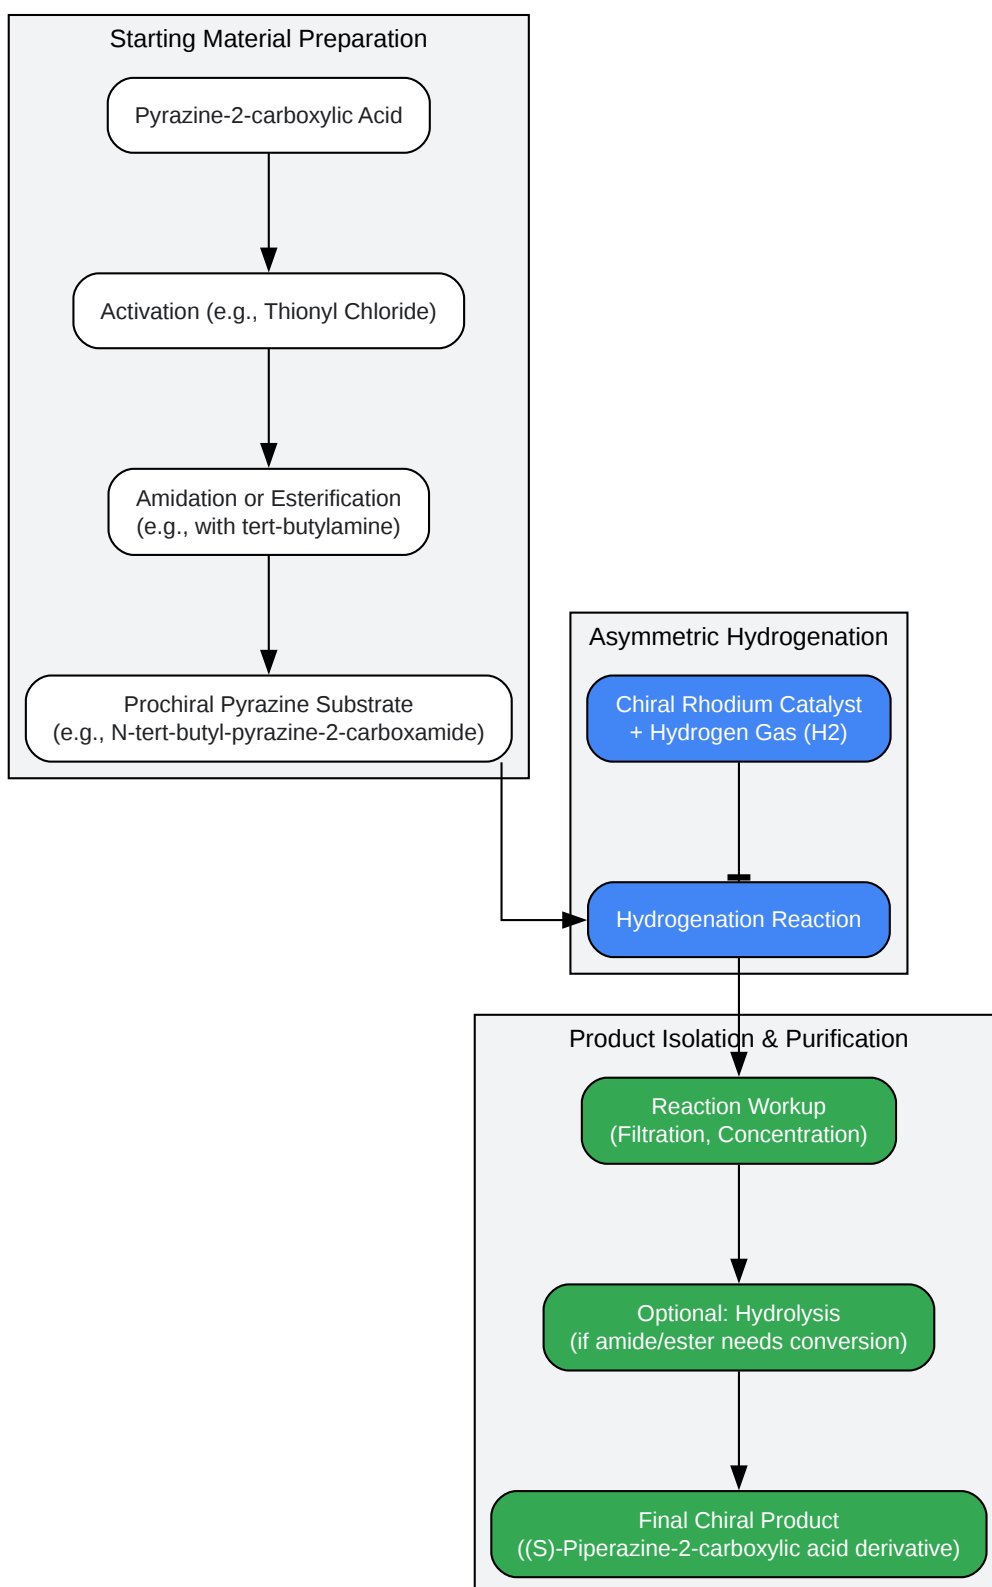 Starting Material Preparation
Pyrazine-2-carboxylic Acid
Activation (e.g., Thionyl Chloride)
Amidation or Esterification
(e.g., with tert-butylamine)
Prochiral Pyrazine Substrate
(e.g., N-tert-butyl-pyrazine-2-carboxamide)
Asymmetric Hydrogenation
Chiral Rhodium Catalyst
+ Hydrogen Gas (H2)
Hydrogenation Reaction
Product Isolation & Purification
Reaction Workup
(Filtration, Concentration)
Optional: Hydrolysis
(if amide/ester needs conversion)
Final Chiral Product
((S)-Piperazine-2-carboxylic acid derivative)